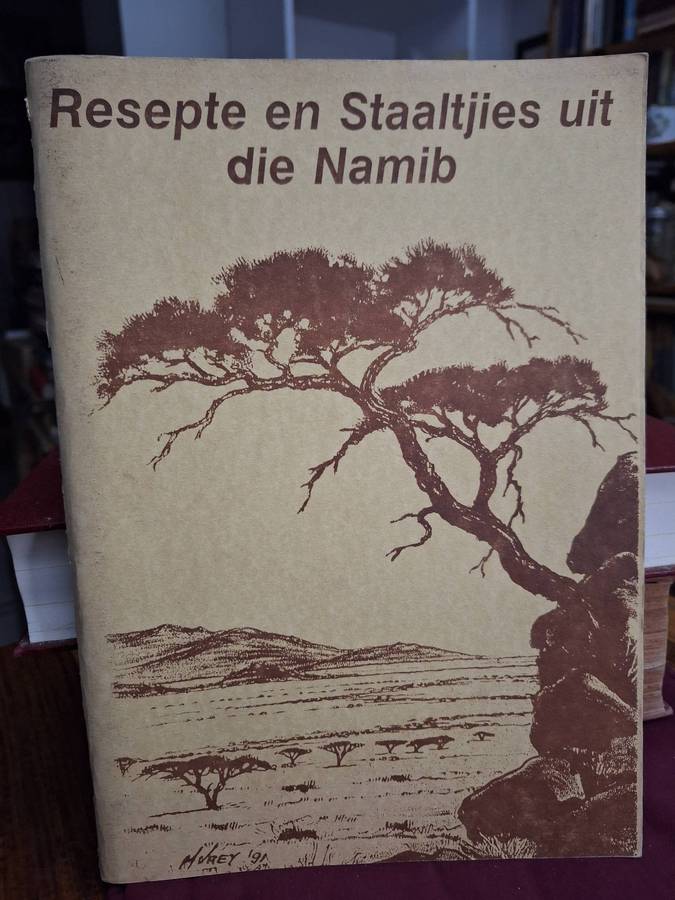 Resepte en Staaltjies uit
die Namib